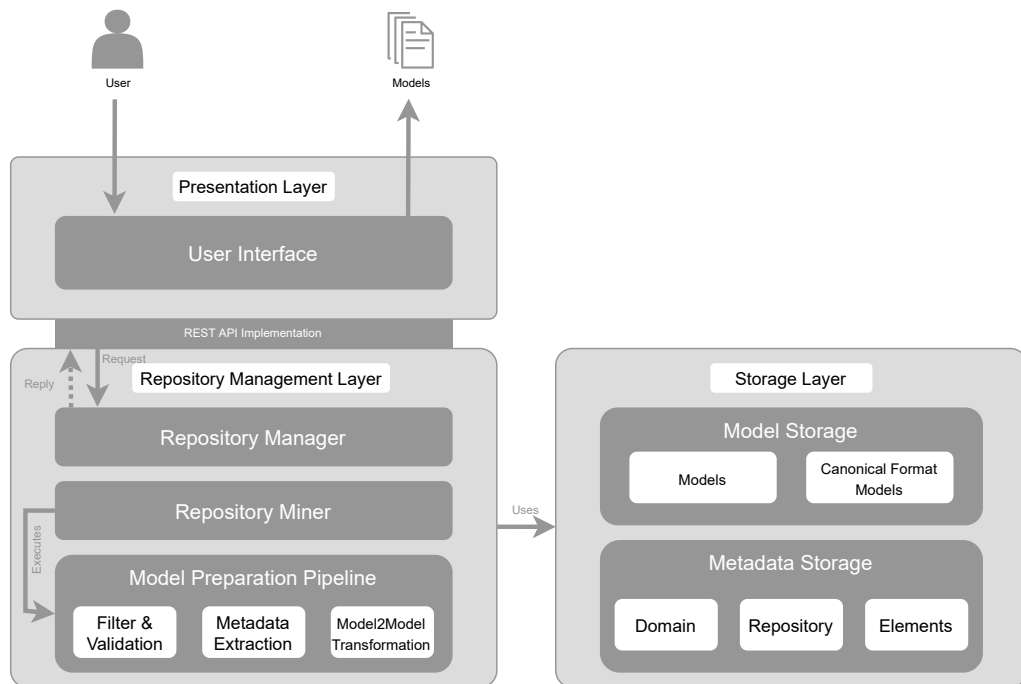 User
Models
Presentation Layer
User Interface
REST API Implementation
Request
Reply
Repository Management Layer
Repository Manager
Repository Miner
Executes
Model Preparation Pipeline
Filter &
Validation
Metadata
Extraction
Model2Model
Transformation
Uses
Storage Layer
Model Storage
Models
Canonical Format
Models
Metadata Storage
Domain
Repository
Elements